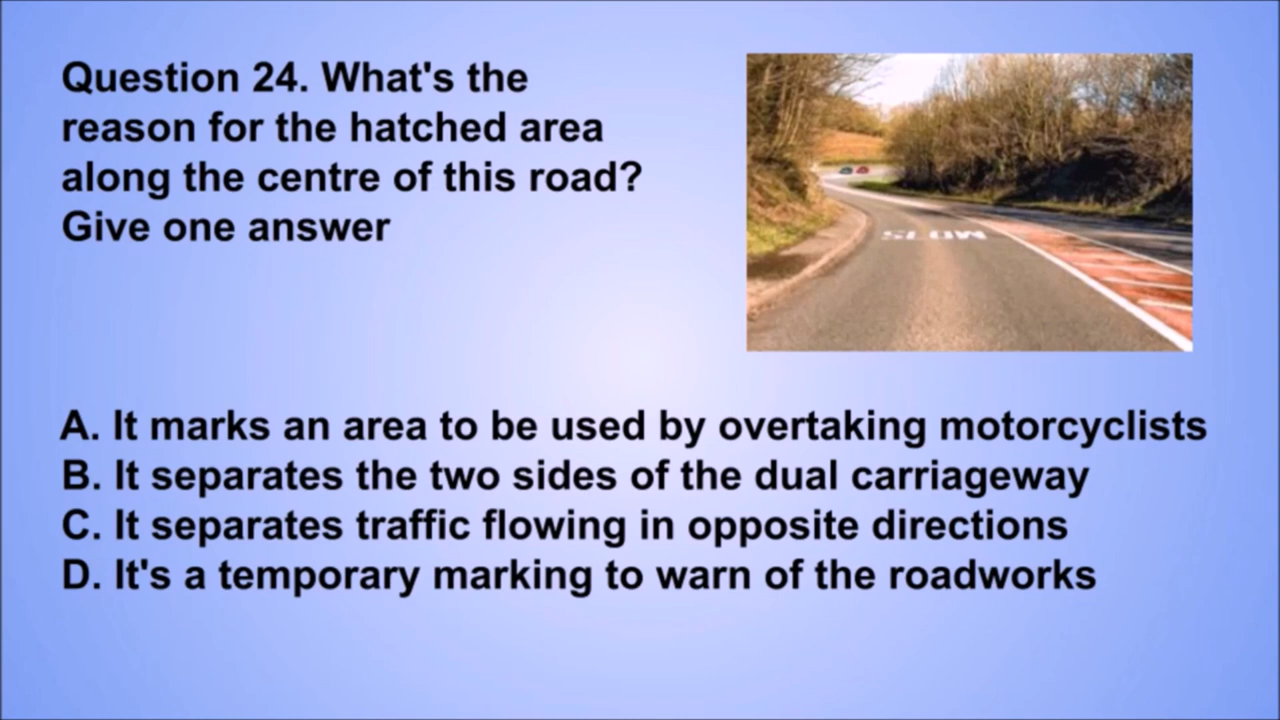 Question 24. What's the
reason for the hatched area
along the centre of this road?
Give one answer
SLOW
A. It marks an area to be used by overtaking motorcyclists
B. It separates the two sides of the dual carriageway
C. It separates traffic flowing in opposite directions
D. It's a temporary marking to warn of the roadworks